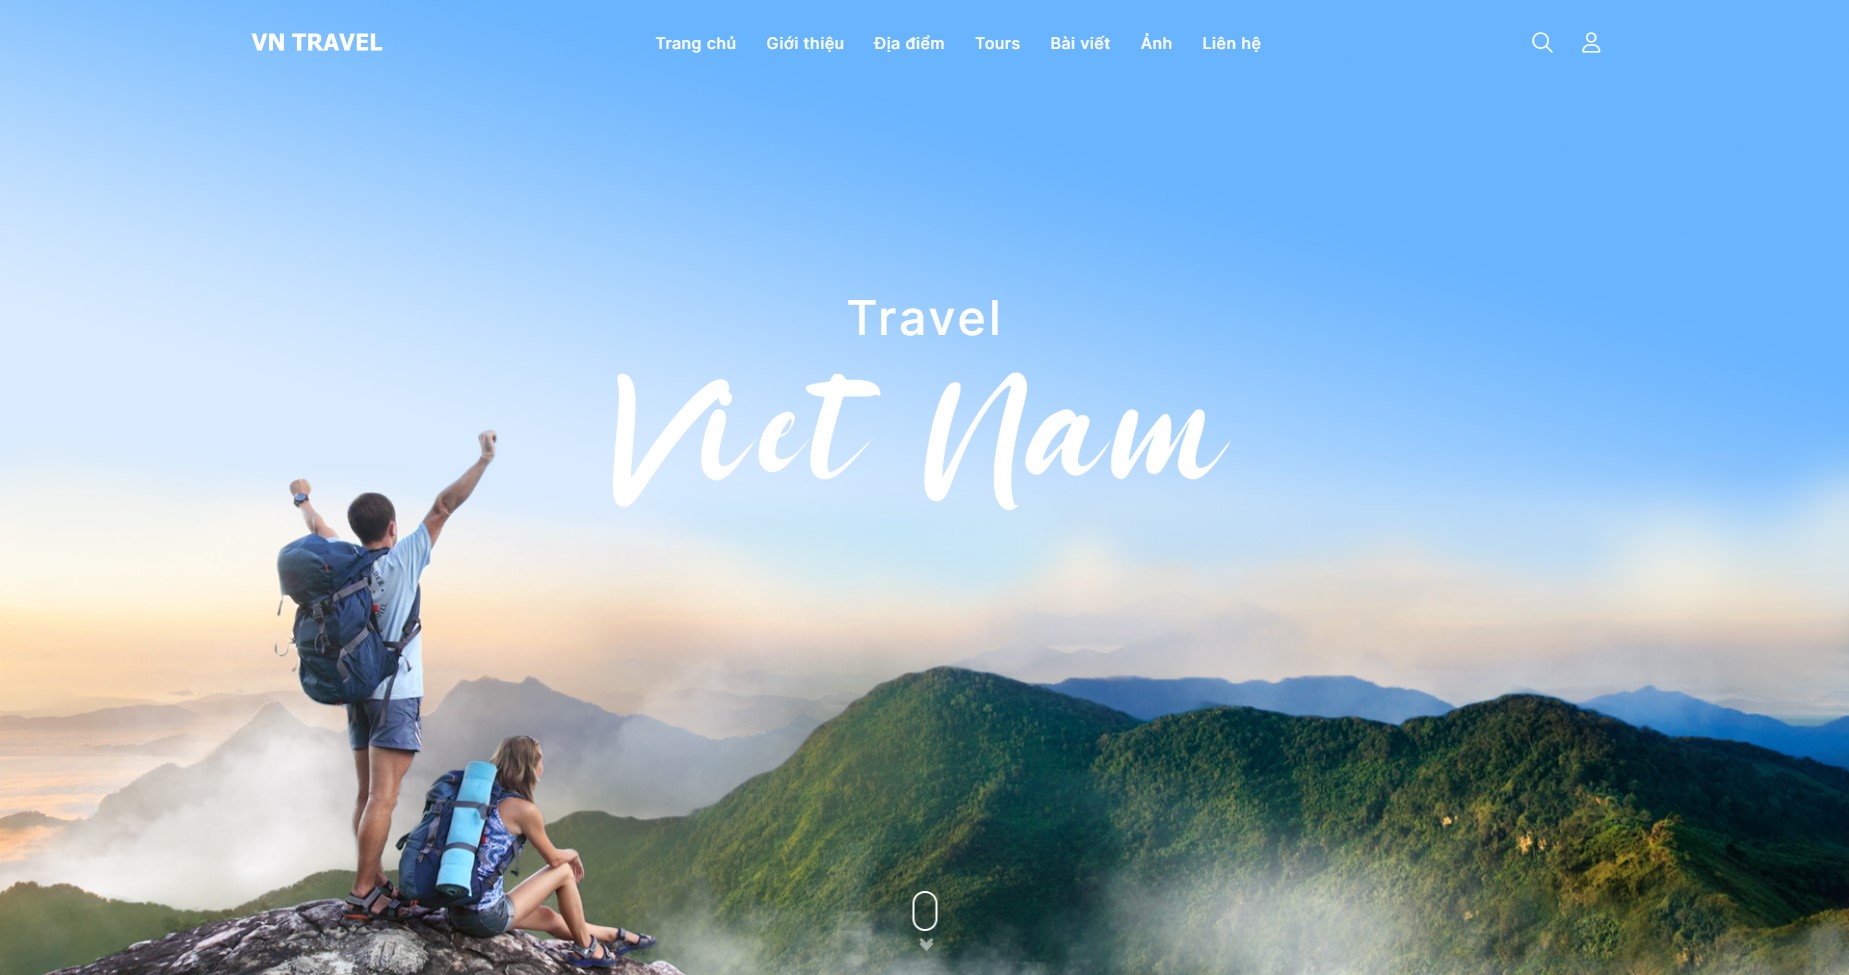 VN TRAVEL
Trang chủ Giới thiệu Địa điểm Tours Bài viết Ảnh Liên hệ
Travel
Viet Nam